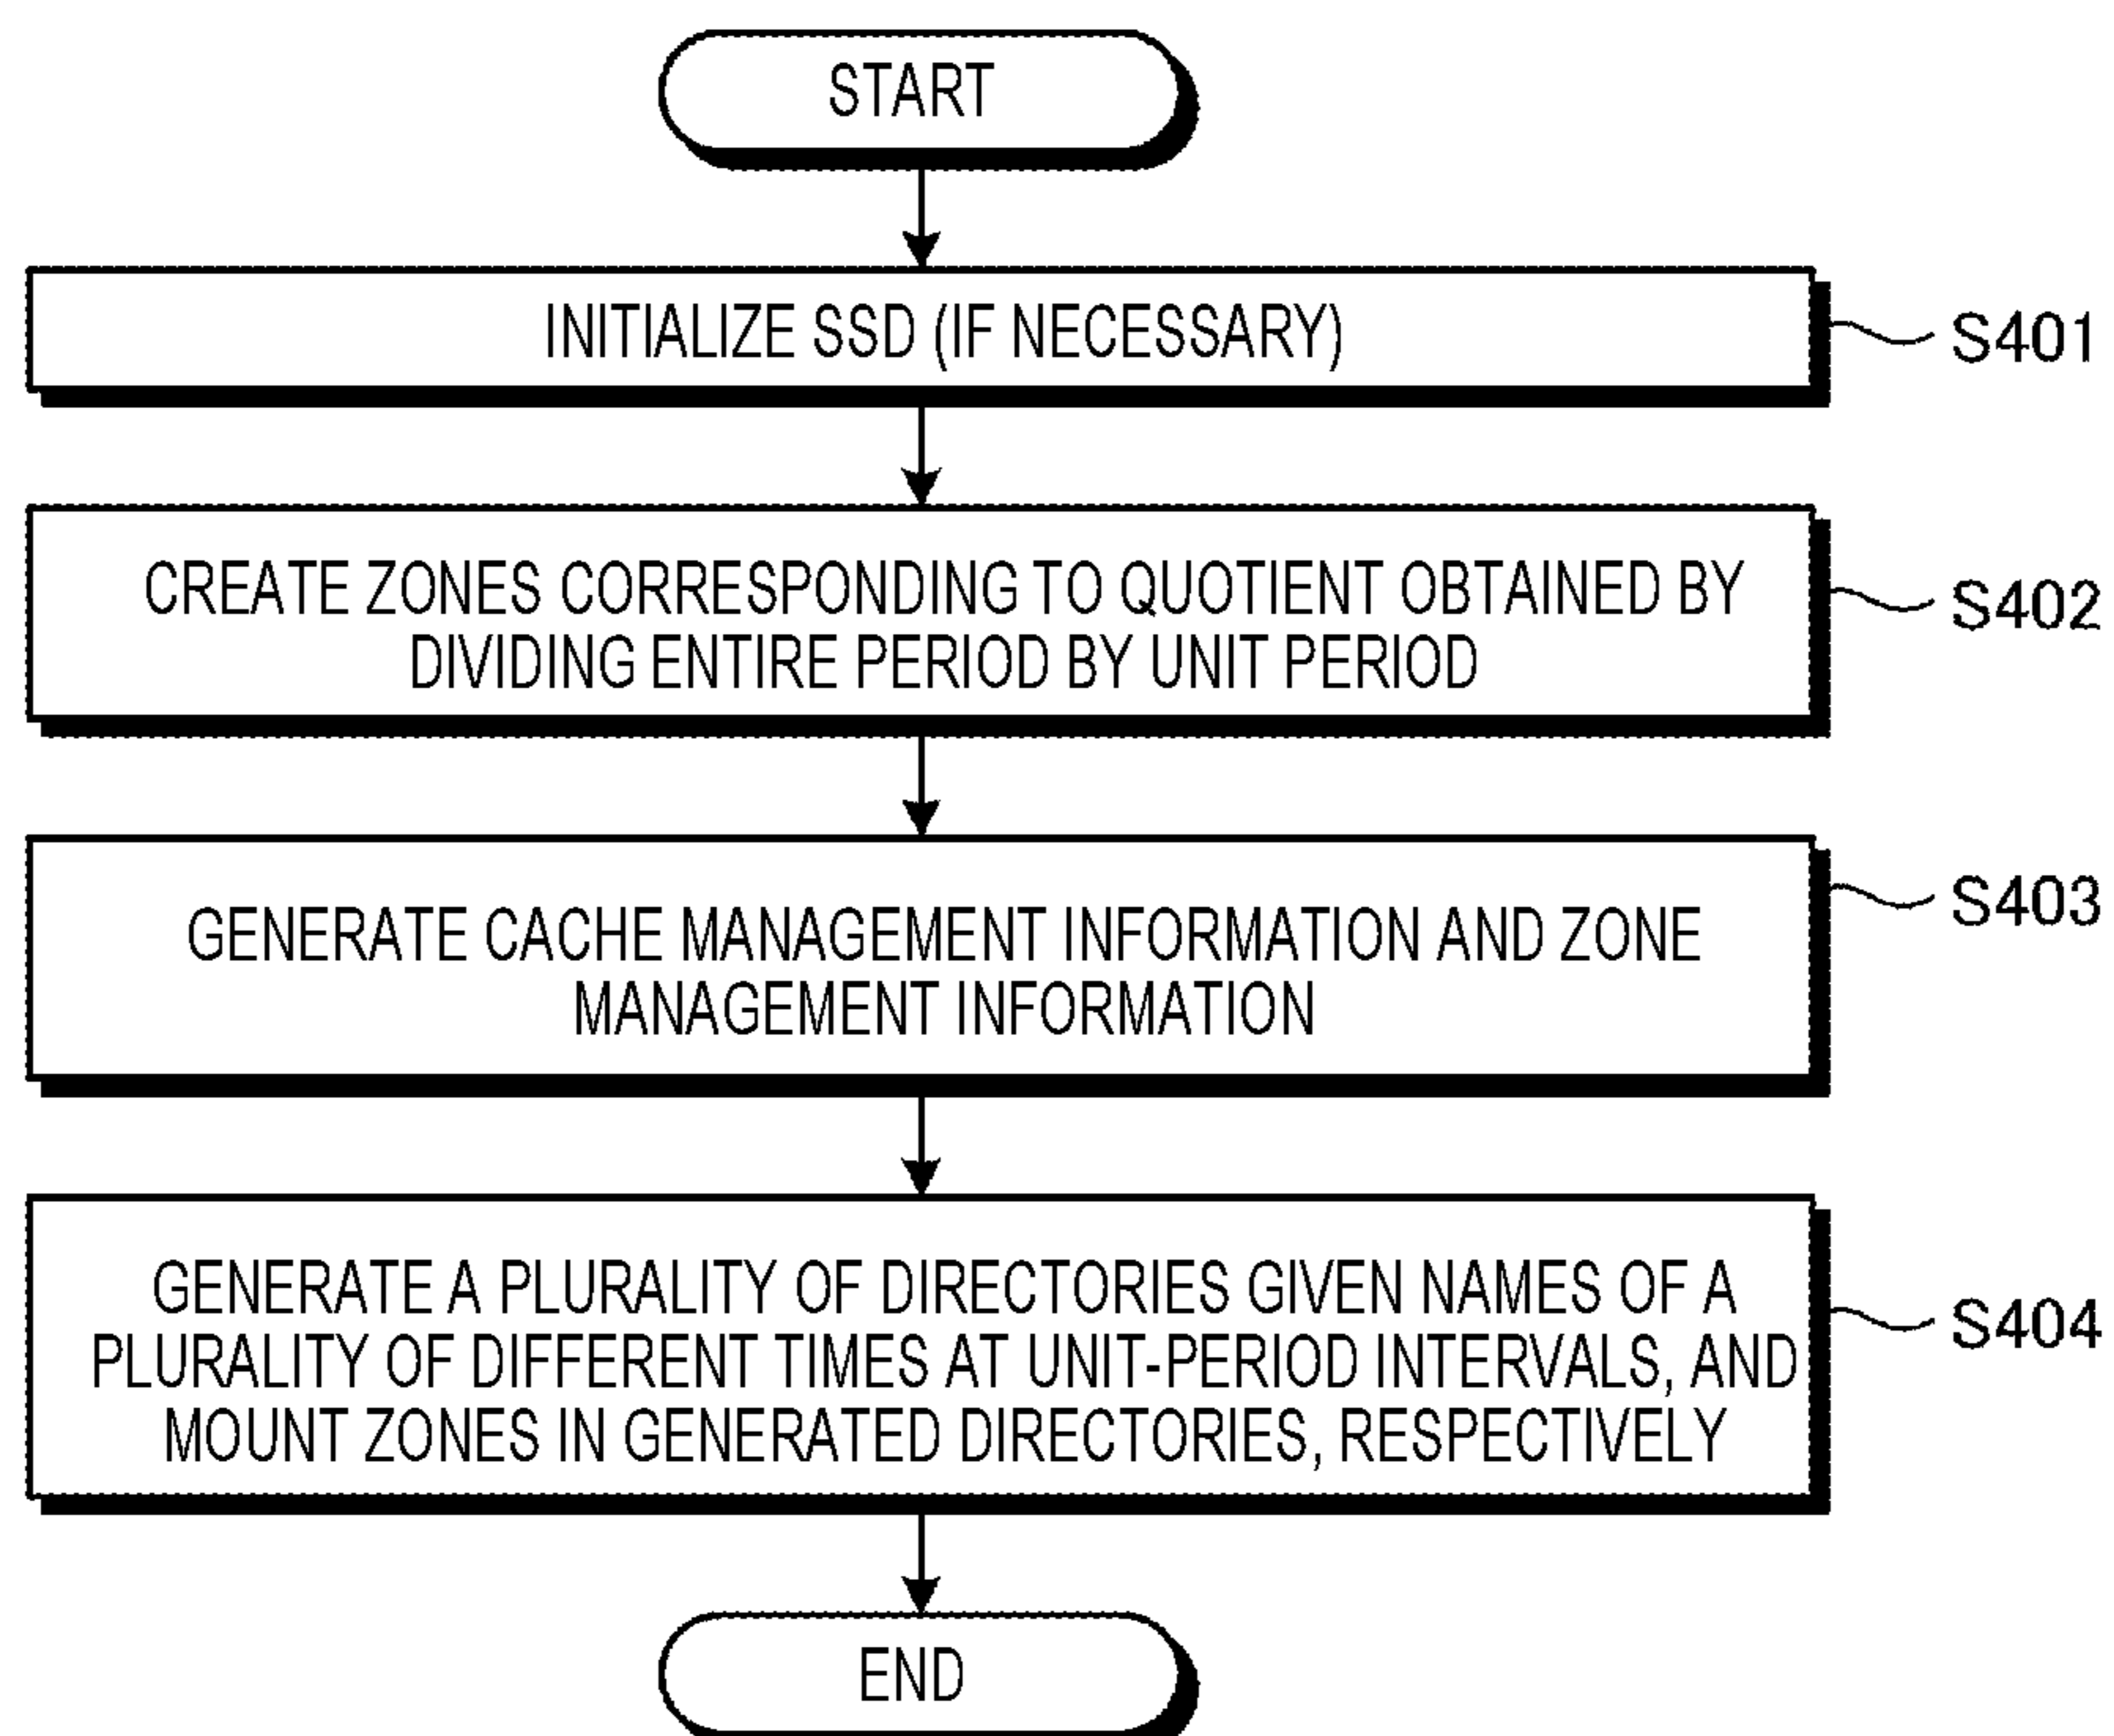 START
INITIALIZE SSD (IF NECESSARY)
S401
CREATE ZONES CORRESPONDING TO QUOTIENT OBTAINED BY
DIVIDING ENTIRE PERIOD BY UNIT PERIOD
S402
GENERATE CACHE MANAGEMENT INFORMATION AND ZONE
MANAGEMENT INFORMATION
S403
GENERATE A PLURALITY OF DIRECTORIES GIVEN NAMES OF A
PLURALITY OF DIFFERENT TIMES AT UNIT-PERIOD INTERVALS, AND
MOUNT ZONES IN GENERATED DIRECTORIES, RESPECTIVELY
S404
END